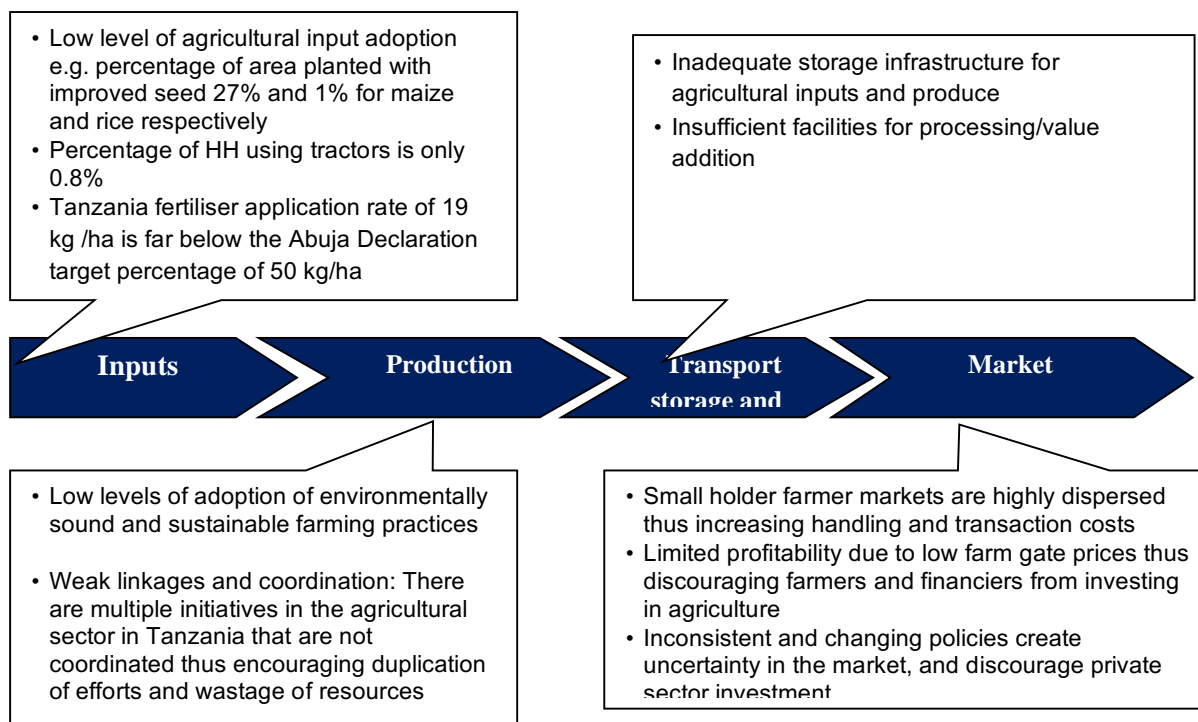 • Low level of agricultural input adoption
e.g. percentage of area planted with
improved seed 27% and 1% for maize
and rice respectively
• Percentage of HH using tractors is only
0.8%
• Tanzania fertiliser application rate of 19
kg /ha is far below the Abuja Declaration
target percentage of 50 kg/ha
• Inadequate storage infrastructure for
agricultural inputs and produce
• Insufficient facilities for processing/value
addition
Inputs
Production
Transport
storage and
Market
• Low levels of adoption of environmentally
sound and sustainable farming practices
• Weak linkages and coordination: There
are multiple initiatives in the agricultural
sector in Tanzania that are not
coordinated thus encouraging duplication
of efforts and wastage of resources
• Small holder farmer markets are highly dispersed
thus increasing handling and transaction costs
• Limited profitability due to low farm gate prices thus
discouraging farmers and financiers from investing
in agriculture
• Inconsistent and changing policies create
uncertainty in the market, and discourage private
sector investment